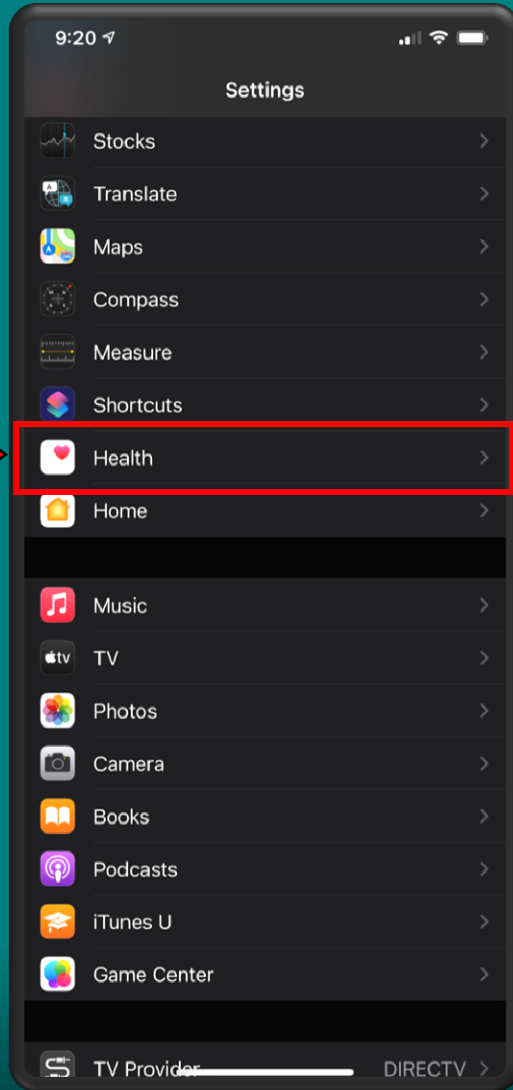 9:20
Settings
Stocks
Translate
Maps
Compass
Measure
Shortcuts
Health
Home
Music
tv TV
Photos
Camera
Books
Podcasts
iTunes U
Game Center
TV Provider DIRECTV